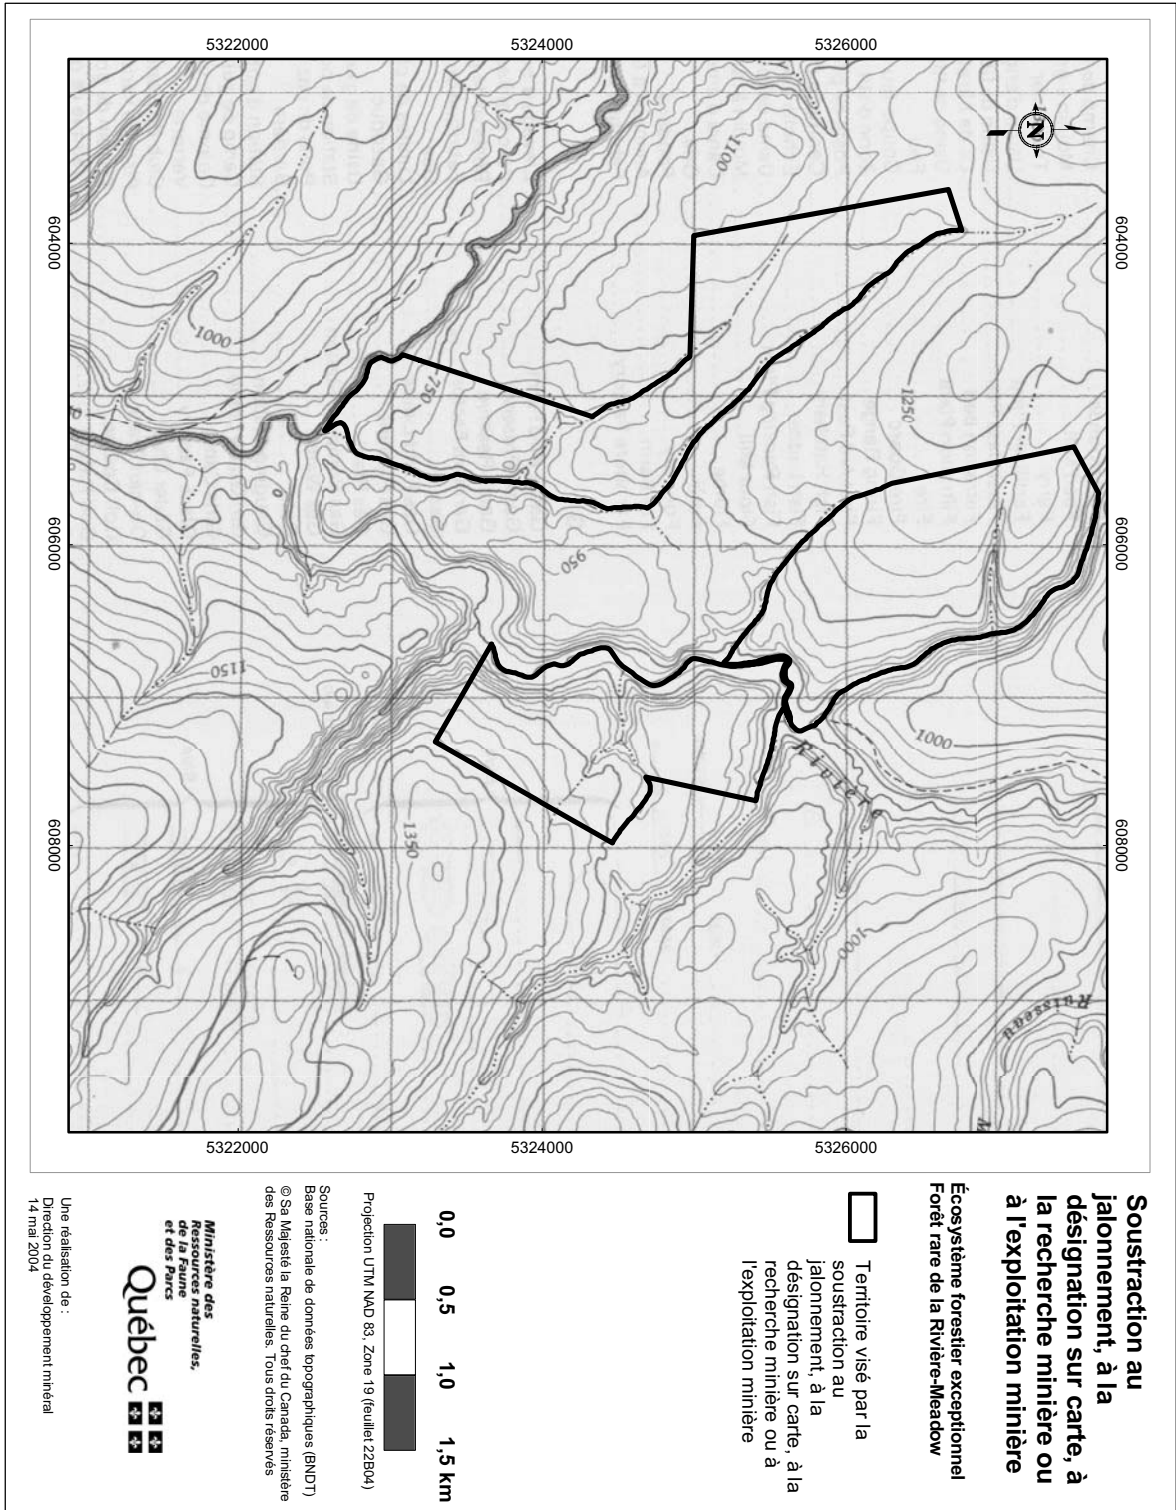 5322000
5324000
5326000
604000
606000
608000
604000
606000
608000
5322000
5324000
5326000
N
1100
1000
750
1250
950
1150
1000
1350
1000
Rivière
Ruisseau
M
Soustraction au
jalonnement, à la
désignation sur carte, à
la recherche minière ou
à l'exploitation minière
Écosystème forestier exceptionnel
Forêt rare de la Rivière-Meadow
Territoire visé par la
soustraction au
jalonnement, à la
désignation sur carte, à la
recherche minière ou à
l'exploitation minière
0,0 0,5 1,0 1,5 km
Projection UTM NAD 83, Zone 19 (feuillet 22B04)
Sources :
Base nationale de données topographiques (BNDT)
© Sa Majesté la Reine du chef du Canada, ministère
des Ressources naturelles. Tous droits réservés
Ministère des
Ressources naturelles,
de la Faune
et des Parcs
Québec
Une réalisation de :
Direction du développement minéral
14 mai 2004